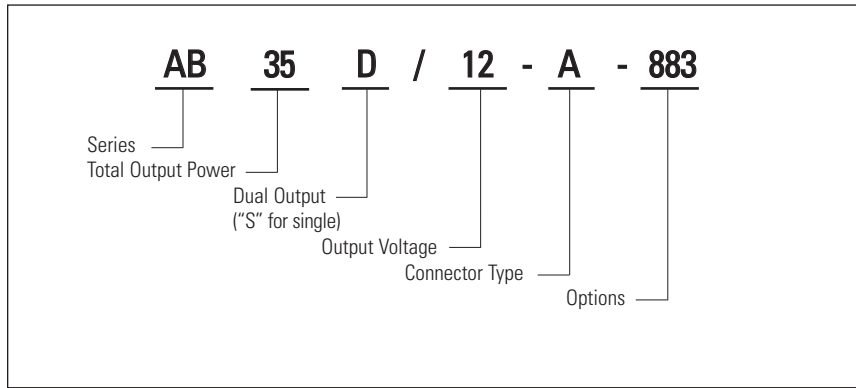 AB 35 D / 12 - A - 883
Series
Total Output Power
Dual Output
(“S” for single)
Output Voltage
Connector Type
Options